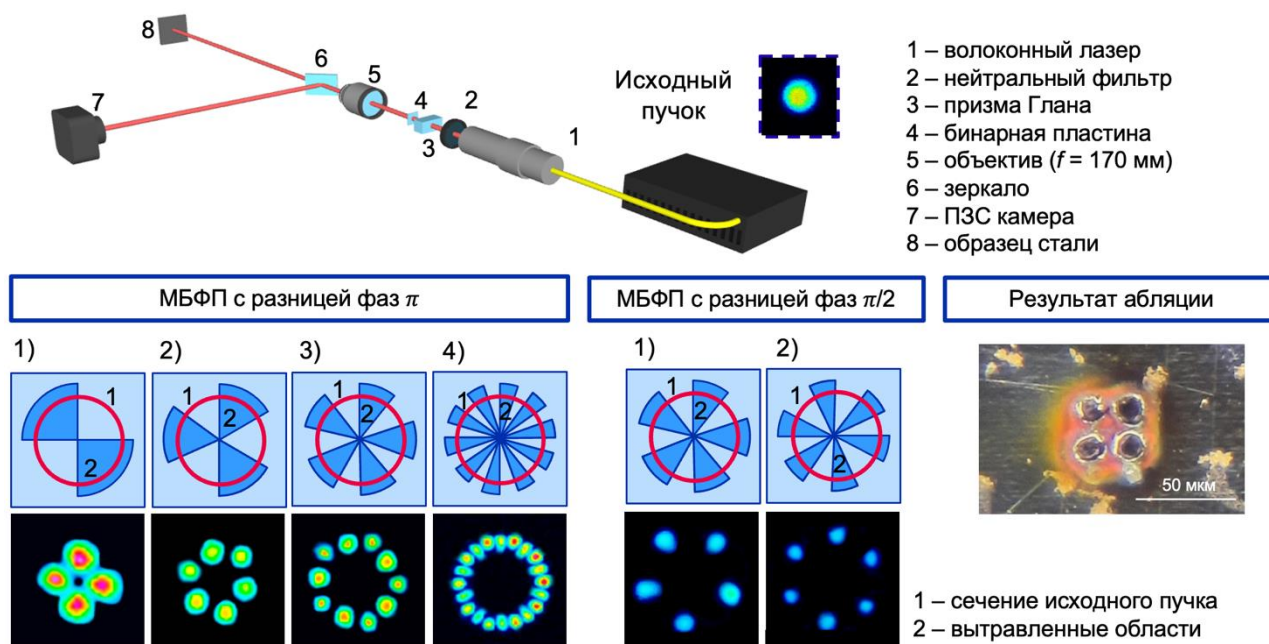 8
6
5
4
2
7
3
1
Исходный
пучок
1 – волоконный лазер
2 – нейтральный фильтр
3 – призма Глана
4 – бинарная пластина
5 – объектив (f = 170 мм)
6 – зеркало
7 – ПЗС камера
8 – образец стали
МБФП с разницей фаз π
МБФП с разницей фаз π/2
Результат абляции
1)
2)
3)
4)
1)
2)
1
2
1
2
1
2
1
2
1
2
1
2
50 мкм
1 – сечение исходного пучка
2 – вытравленные области